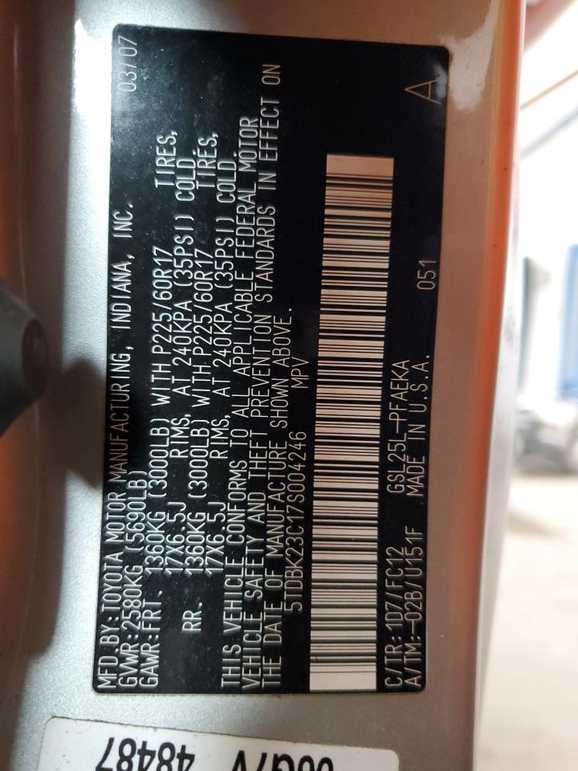 MFD.BY:TOYOTA MOTOR MANUFACTURING, INDIANA, INC. 03/07
GVWR:2580KG (5690LB)
GAWR:FRT. 1360KG (3000LB) WITH P225/60R17 TIRES,
17X6.5J RIMS, AT 240KPA (35PSI) COLD.
RR. 1360KG (3000LB) WITH P225/60R17 TIRES,
17X6.5J RIMS, AT 240KPA (35PSI) COLD.
THIS VEHICLE CONFORMS TO ALL APPLICABLE FEDERAL MOTOR
VEHICLE SAFETY AND THEFT PREVENTION STANDARDS IN EFFECT ON
THE DATE OF MANUFACTURE SHOWN ABOVE.
5TDBK23C17S004246 MPV
C/TR:1D7/FC12 GSL25L-PFAEKA 051 A
A/TM:-02B/U151F MADE IN U.S.A.
48487